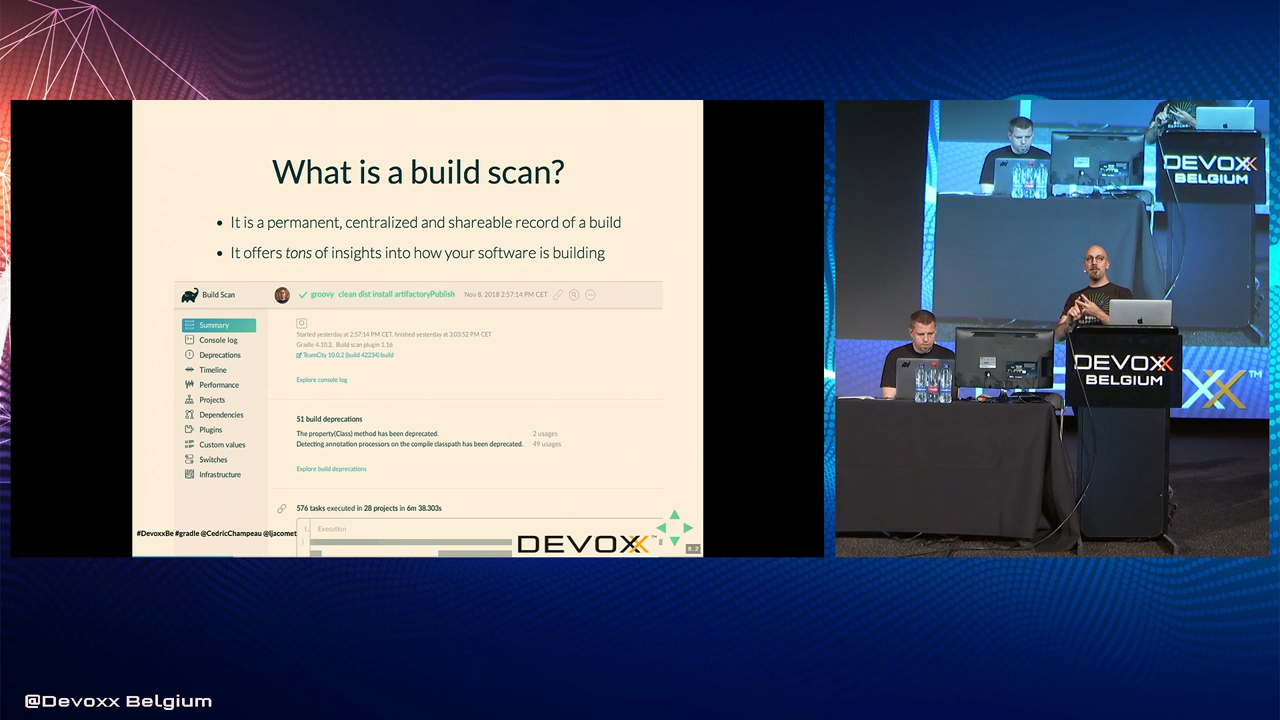 What is a build scan?
• It is a permanent, centralized and shareable record of a build
• It offers tons of insights into how your software is building
Build Scan
groovy clean dist install artifactoryPublish Nov 8, 2018 2:57:14 PM CET
Summary
Console log
Deprecations
Timeline
Performance
Projects
Dependencies
Plugins
Custom values
Switches
Infrastructure
CI
Started yesterday at 2:57:14 PM CET, finished yesterday at 3:03:52 PM CET
Gradle 4.10.2, Build scan plugin 1.16
TeamCity 10.0.2 (build 42234) build
Explore console log
51 build deprecations
The property(Class) method has been deprecated. 2 usages
Detecting annotation processors on the compile classpath has been deprecated. 49 usages
Explore build deprecations
576 tasks executed in 28 projects in 6m 38.303s
Execution
#DevoxxBe #gradle @CedricChampeau @ljacomet
DEVOXX™
8.2
DEVOXX
BELGIUM
DEVOXX
BELGIUM
XX™
@Devoxx Belgium